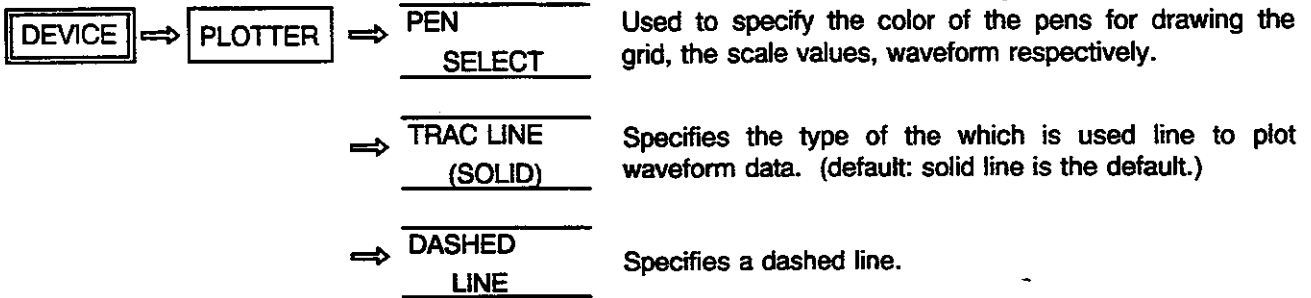 DEVICE ⇒ PLOTTER ⇒ PEN SELECT
Used to specify the color of the pens for drawing the
grid, the scale values, waveform respectively.
⇒ TRAC LINE
(SOLID)
Specifies the type of the which is used line to plot
waveform data. (default: solid line is the default.)
⇒ DASHED
LINE
Specifies a dashed line.